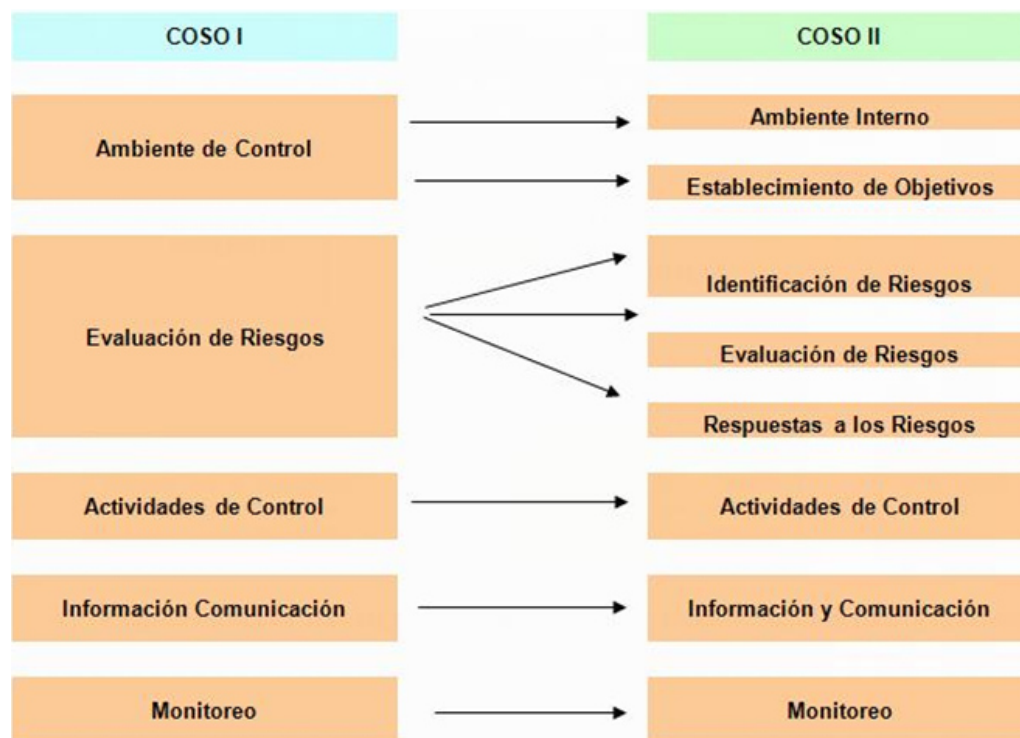 COSO I
COSO II
Ambiente de Control
Ambiente Interno
Establecimiento de Objetivos
Evaluación de Riesgos
Identificación de Riesgos
Evaluación de Riesgos
Respuestas a los Riesgos
Actividades de Control
Actividades de Control
Información Comunicación
Información y Comunicación
Monitoreo
Monitoreo